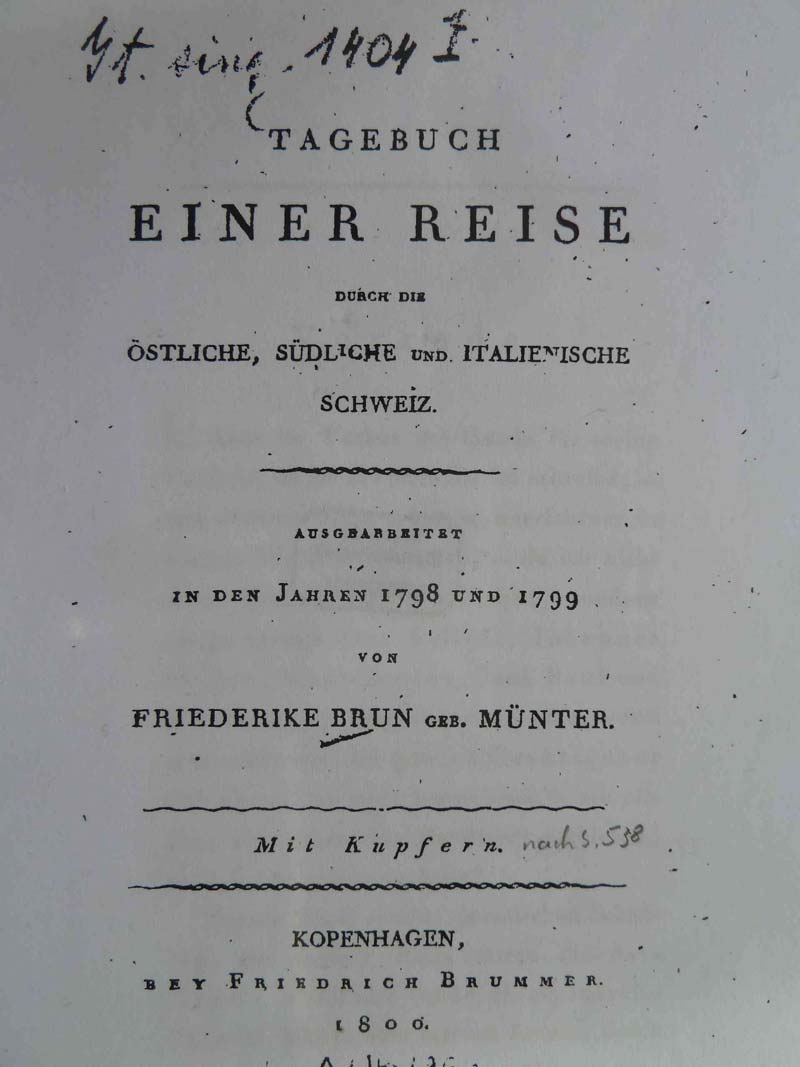 It. sing. 1404 I.
TAGEBUCH
EINER REISE
DURCH DIE
ÖSTLICHE, SÜDLICHE UND ITALIENISCHE
SCHWEIZ.
AUSGEARBEITET
IN DEN JAHREN 1798 UND 1799
VON
FRIEDERIKE BRUN GEB. MÜNTER.
Mit Kupfern. nach S. 538
KOPENHAGEN,
BEY FRIEDRICH BRUMMER.
1800.